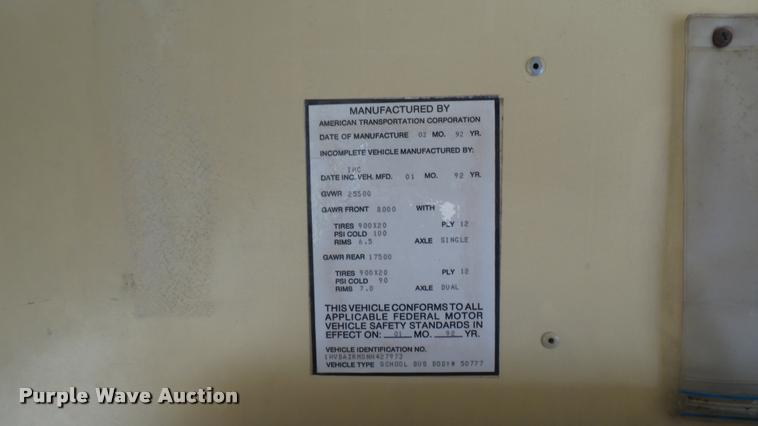 MANUFACTURED BY
AMERICAN TRANSPORTATION CORPORATION
DATE OF MANUFACTURE 02 MO. 92 YR.
INCOMPLETE VEHICLE MANUFACTURED BY:
IHC
DATE INC. VEH. MFD. 01 MO. 92 YR.
GVWR 25500
GAWR FRONT 8000 WITH
TIRES 900X20 PLY 12
PSI COLD 100
RIMS 6.5 AXLE SINGLE
GAWR REAR 17500
TIRES 900X20 PLY 12
PSI COLD 90
RIMS 7.0 AXLE DUAL
THIS VEHICLE CONFORMS TO ALL
APPLICABLE FEDERAL MOTOR
VEHICLE SAFETY STANDARDS IN
EFFECT ON: 01 MO. 92 YR.
VEHICLE IDENTIFICATION NO.
VEHICLE TYPE SCHOOL BUS BODY# 50777
Purple Wave Auction